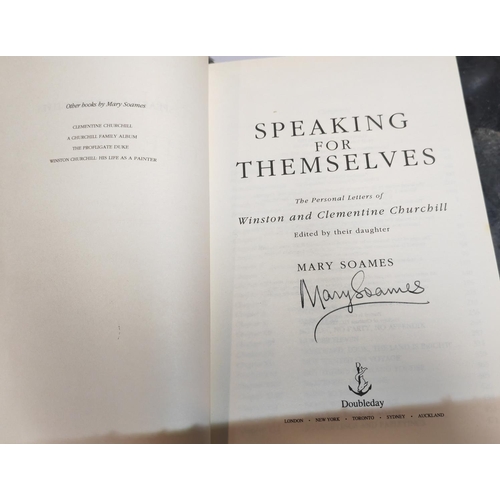 Other books by Mary Soames
CLEMENTINE CHURCHILL
A CHURCHILL FAMILY ALBUM
THE PROFLIGATE DUKE
WINSTON CHURCHILL: HIS LIFE AS A PAINTER
SPEAKING
FOR
THEMSELVES
The Personal Letters of
Winston and Clementine Churchill
Edited by their daughter
MARY SOAMES
Mary Soames
Doubleday
LONDON • NEW YORK • TORONTO • SYDNEY • AUCKLAND